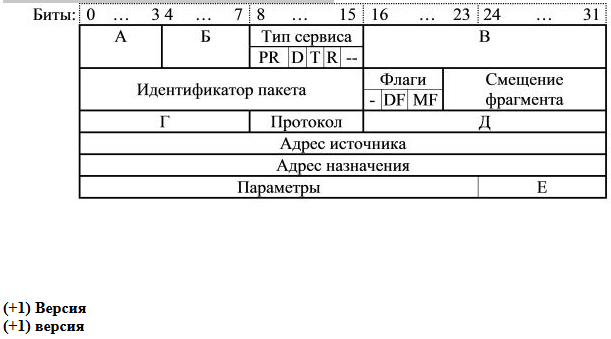 Биты: 0 … 3 4 … 7 8 … 15 16 … 23 24 … 31
А Б Тип сервиса В
PR D T R --
Идентификатор пакета Флаги Смещение фрагмента
- DF MF
Г Протокол Д
Адрес источника
Адрес назначения
Параметры Е
(+1) Версия
(+1) версия